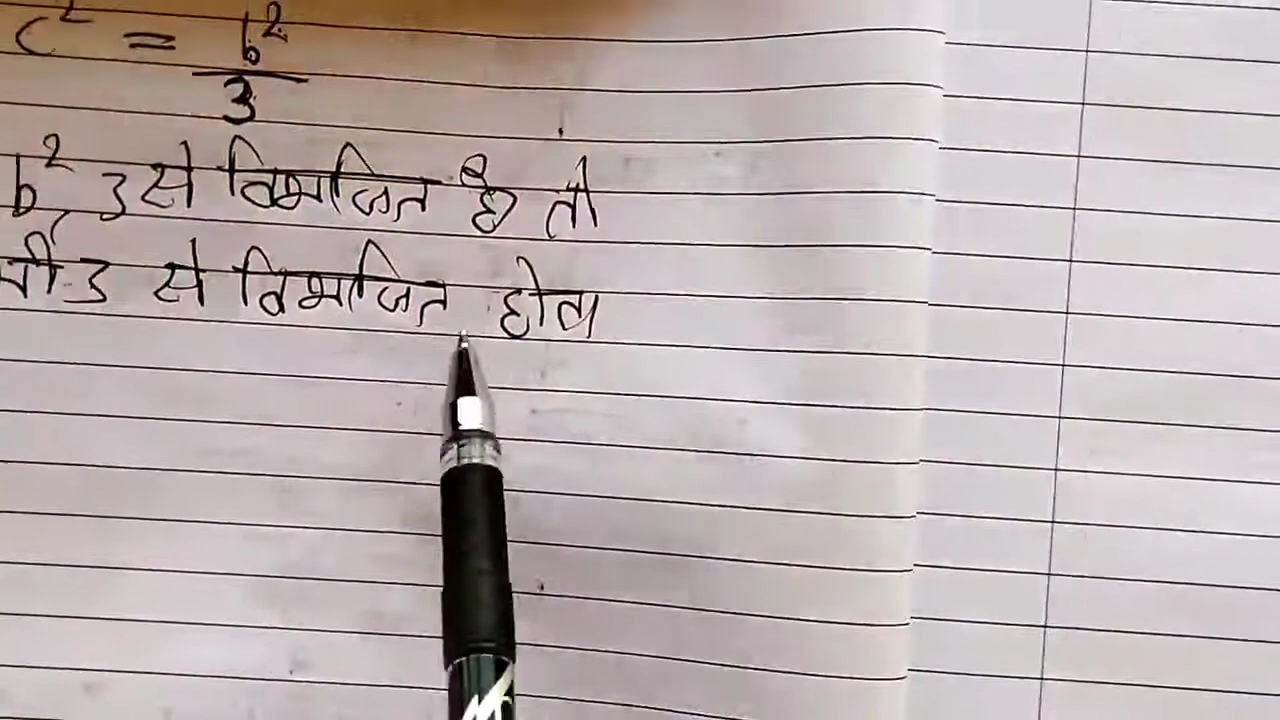 c² = b²/3
b² 3 से विभाजित है तो
भी 3 से विभाजित होगा